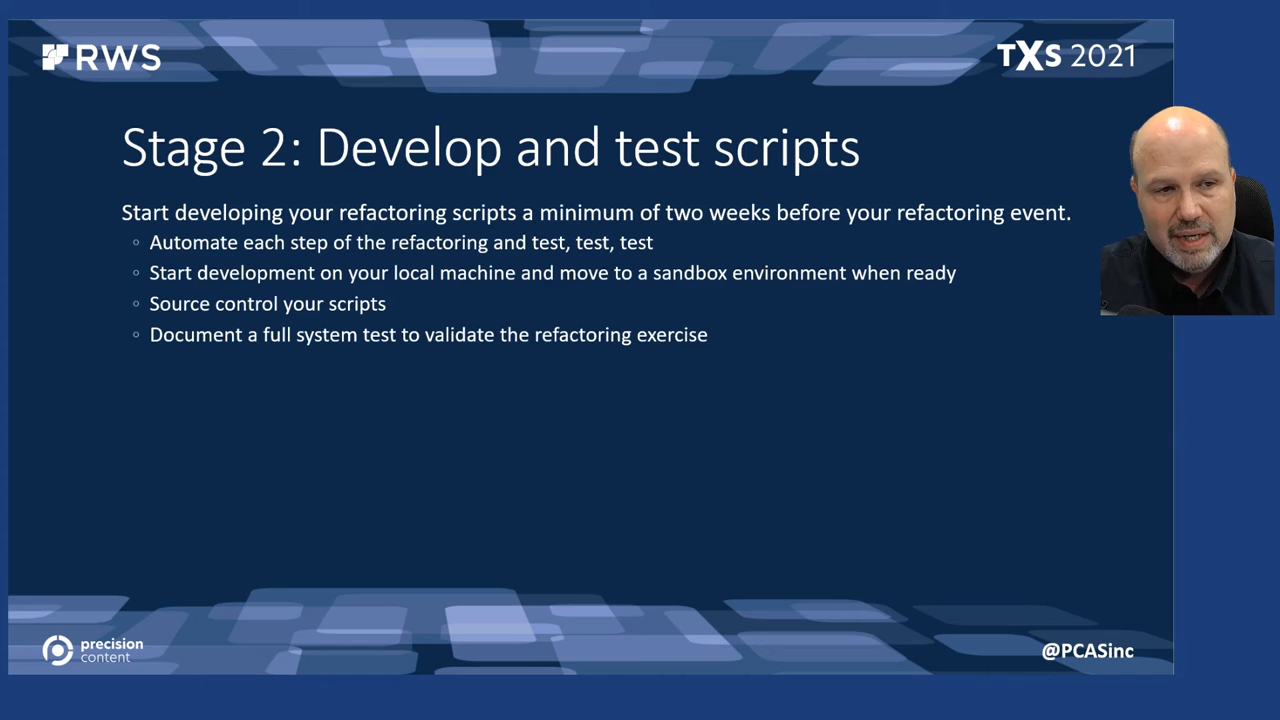 RWS
TXS 2021
Stage 2: Develop and test scripts
Start developing your refactoring scripts a minimum of two weeks before your refactoring event.
Automate each step of the refactoring and test, test, test
Start development on your local machine and move to a sandbox environment when ready
Source control your scripts
Document a full system test to validate the refactoring exercise
precision
content
@PCASinc